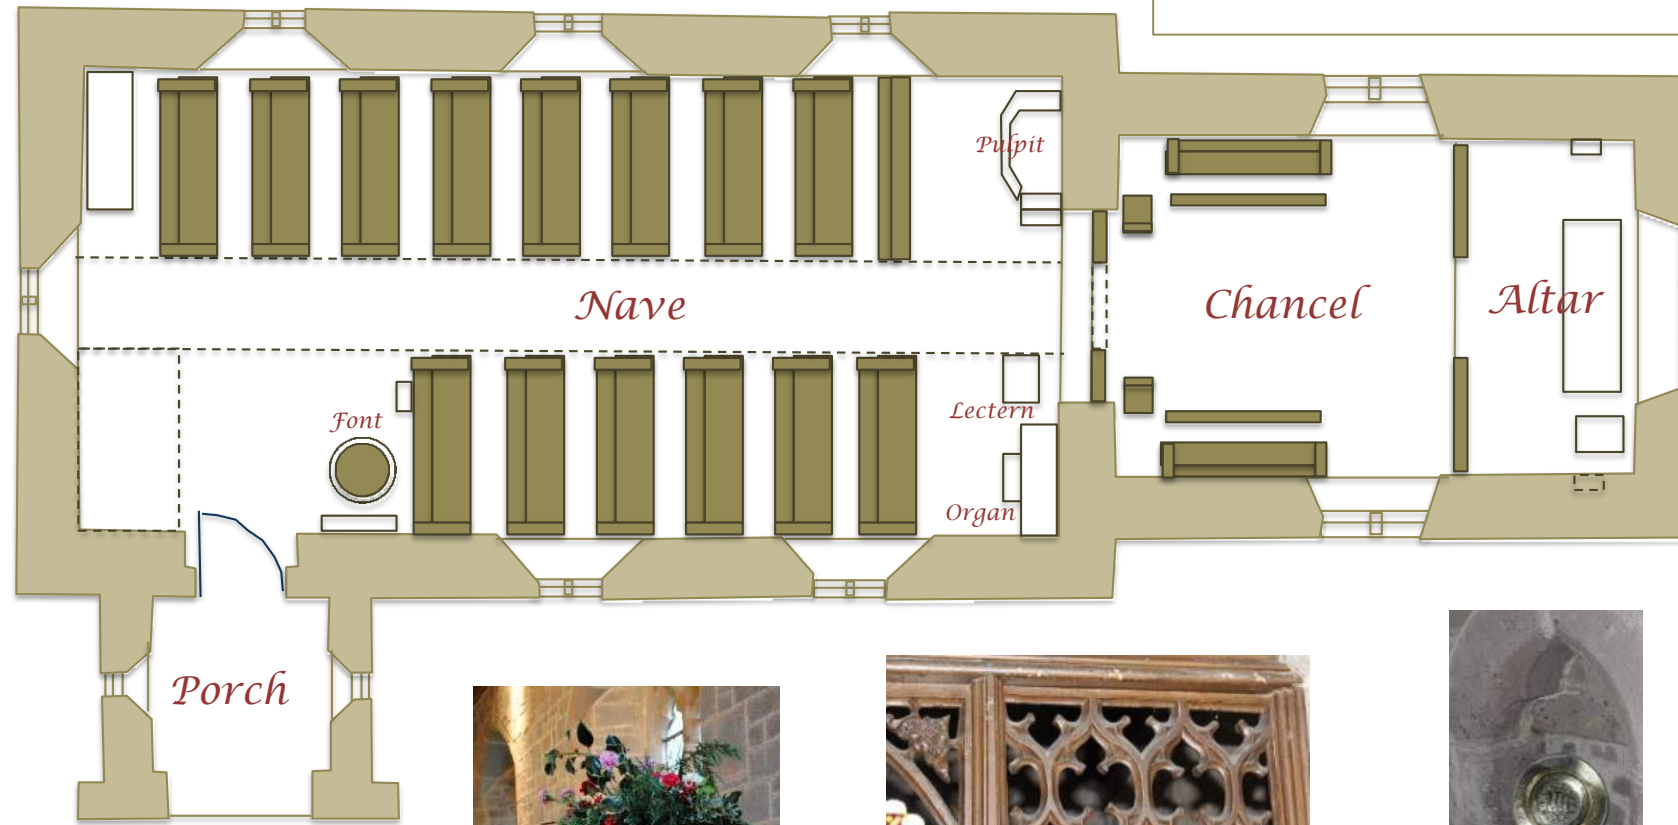 Pulpit
Nave
Chancel
Altar
Font
Lectern
Organ
Porch